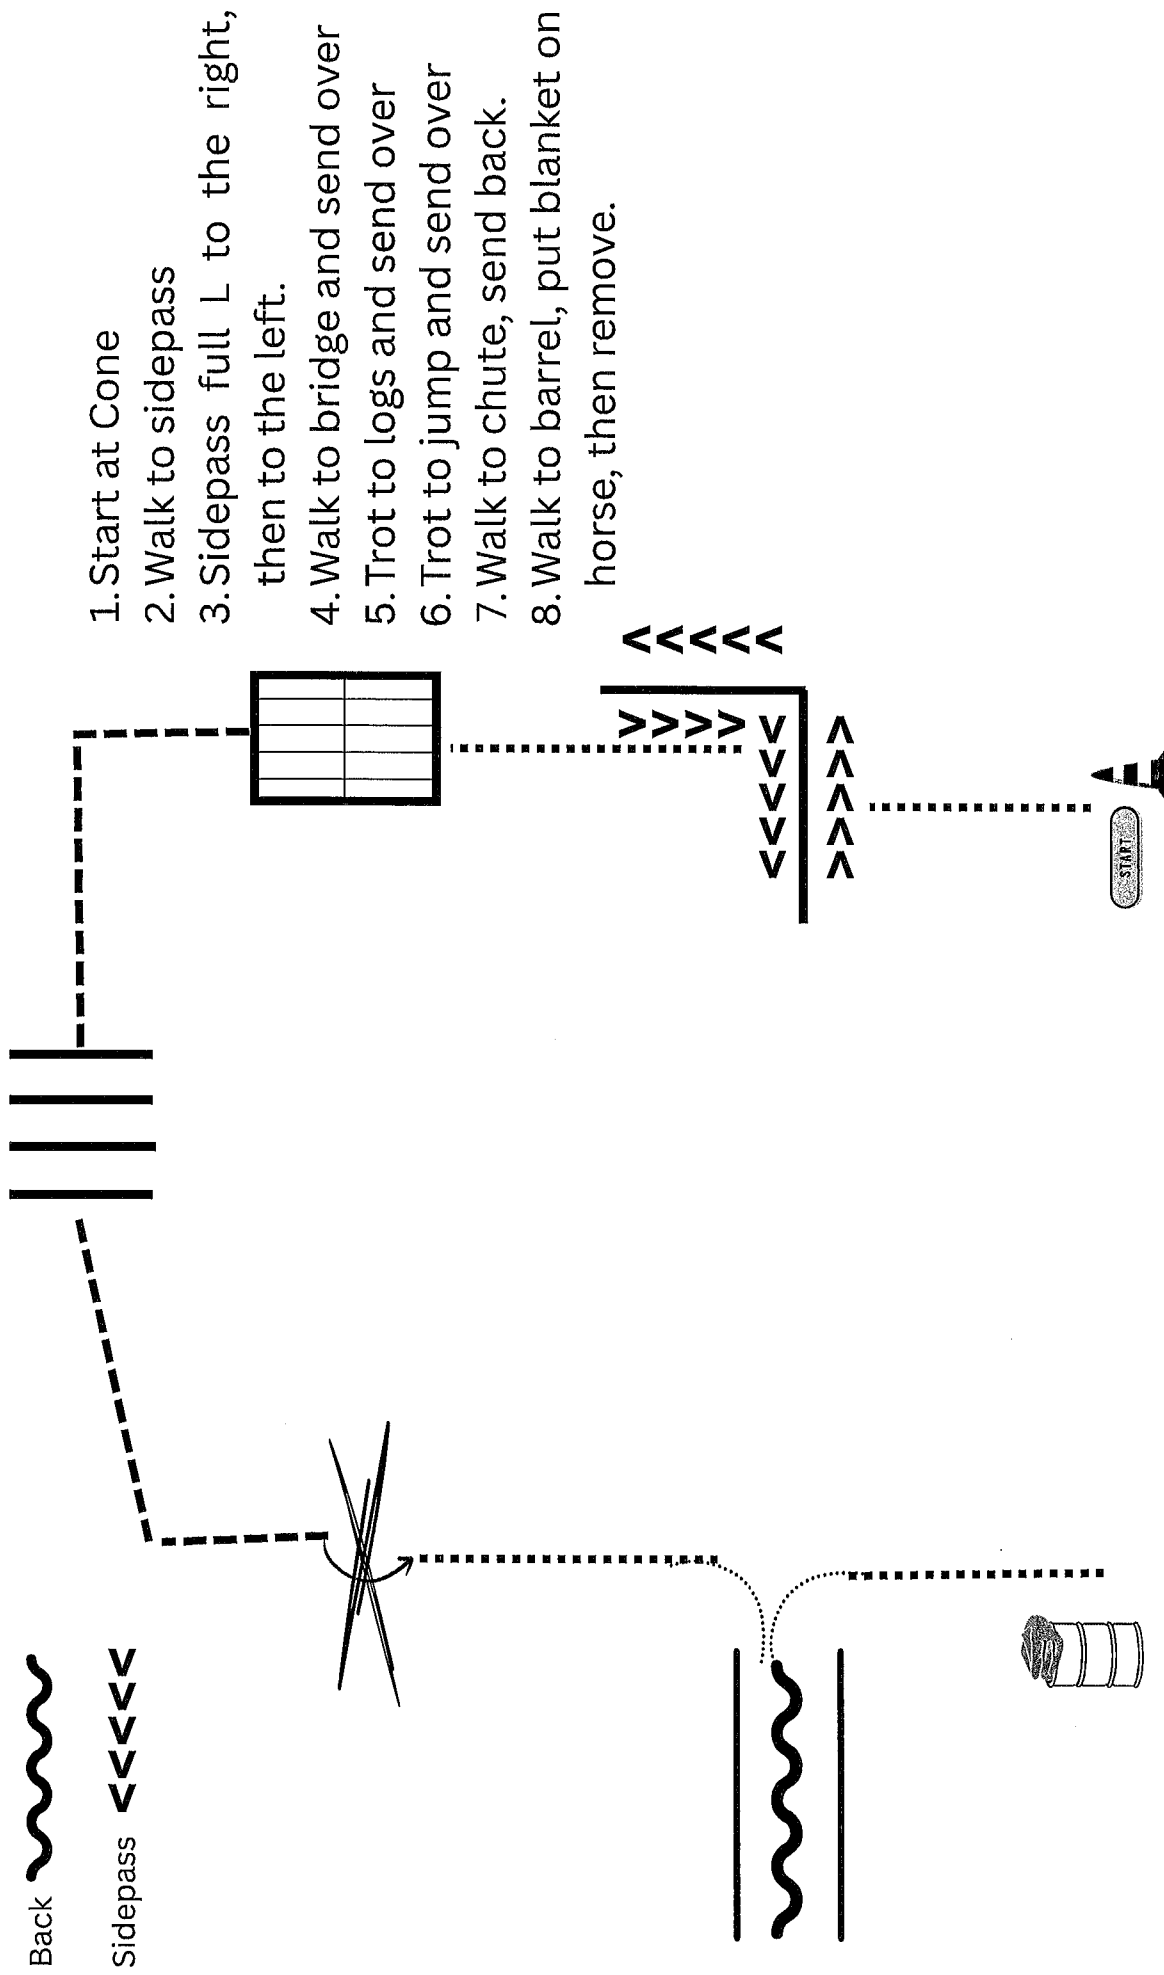 Back
Sidepass
1.Start at Cone
2.Walk to sidepass
3.Sidepass full L to the right,
then to the left.
4.Walk to bridge and send over
5.Trot to logs and send over
6.Trot to jump and send over
7.Walk to chute, send back.
8.Walk to barrel, put blanket on
horse, then remove.
START